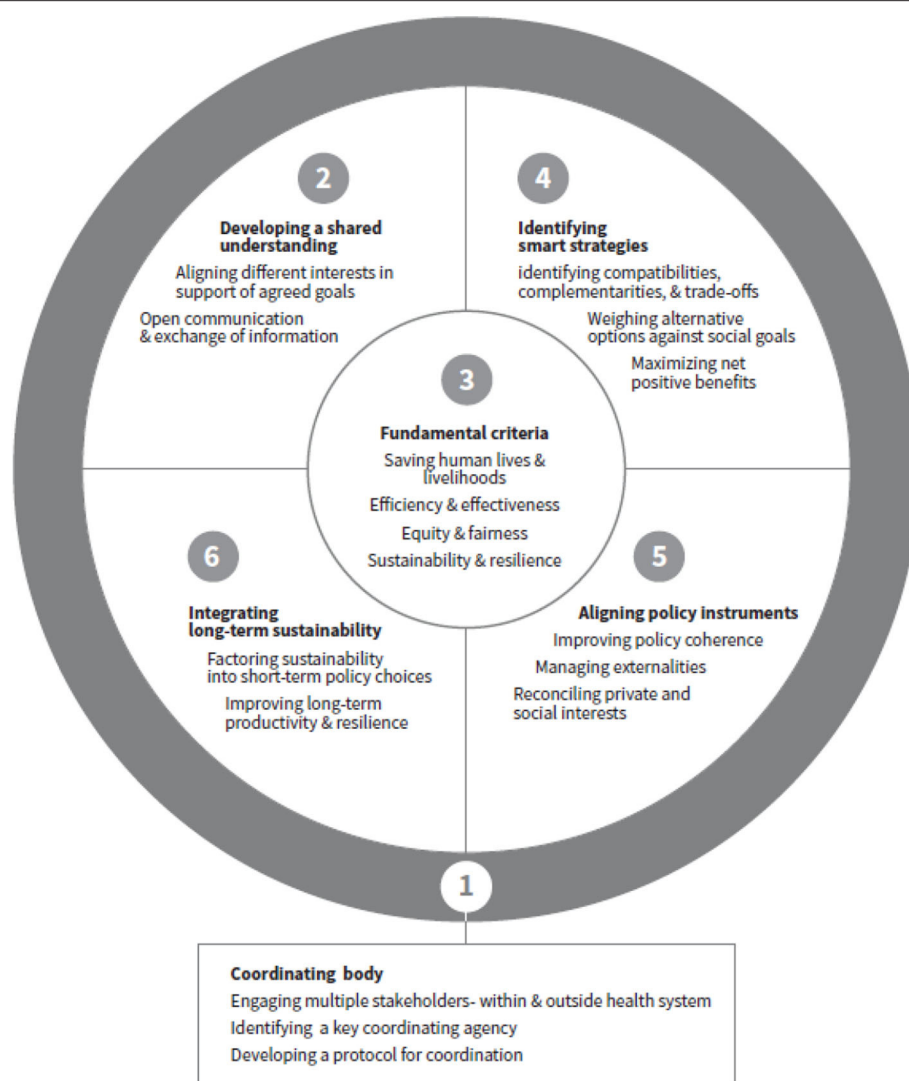 2
Developing a shared
understanding
Aligning different interests in
support of agreed goals
Open communication
& exchange of information
4
Identifying
smart strategies
identifying compatibilities,
complementarities, & trade-offs
Weighing alternative
options against social goals
Maximizing net
positive benefits
3
Fundamental criteria
Saving human lives &
livelihoods
Efficiency & effectiveness
Equity & fairness
Sustainability & resilience
6
Integrating
long-term sustainability
Factoring sustainability
into short-term policy choices
Improving long-term
productivity & resilience
5
Aligning policy instruments
Improving policy coherence
Managing externalities
Reconciling private and
social interests
1
Coordinating body
Engaging multiple stakeholders- within & outside health system
Identifying a key coordinating agency
Developing a protocol for coordination